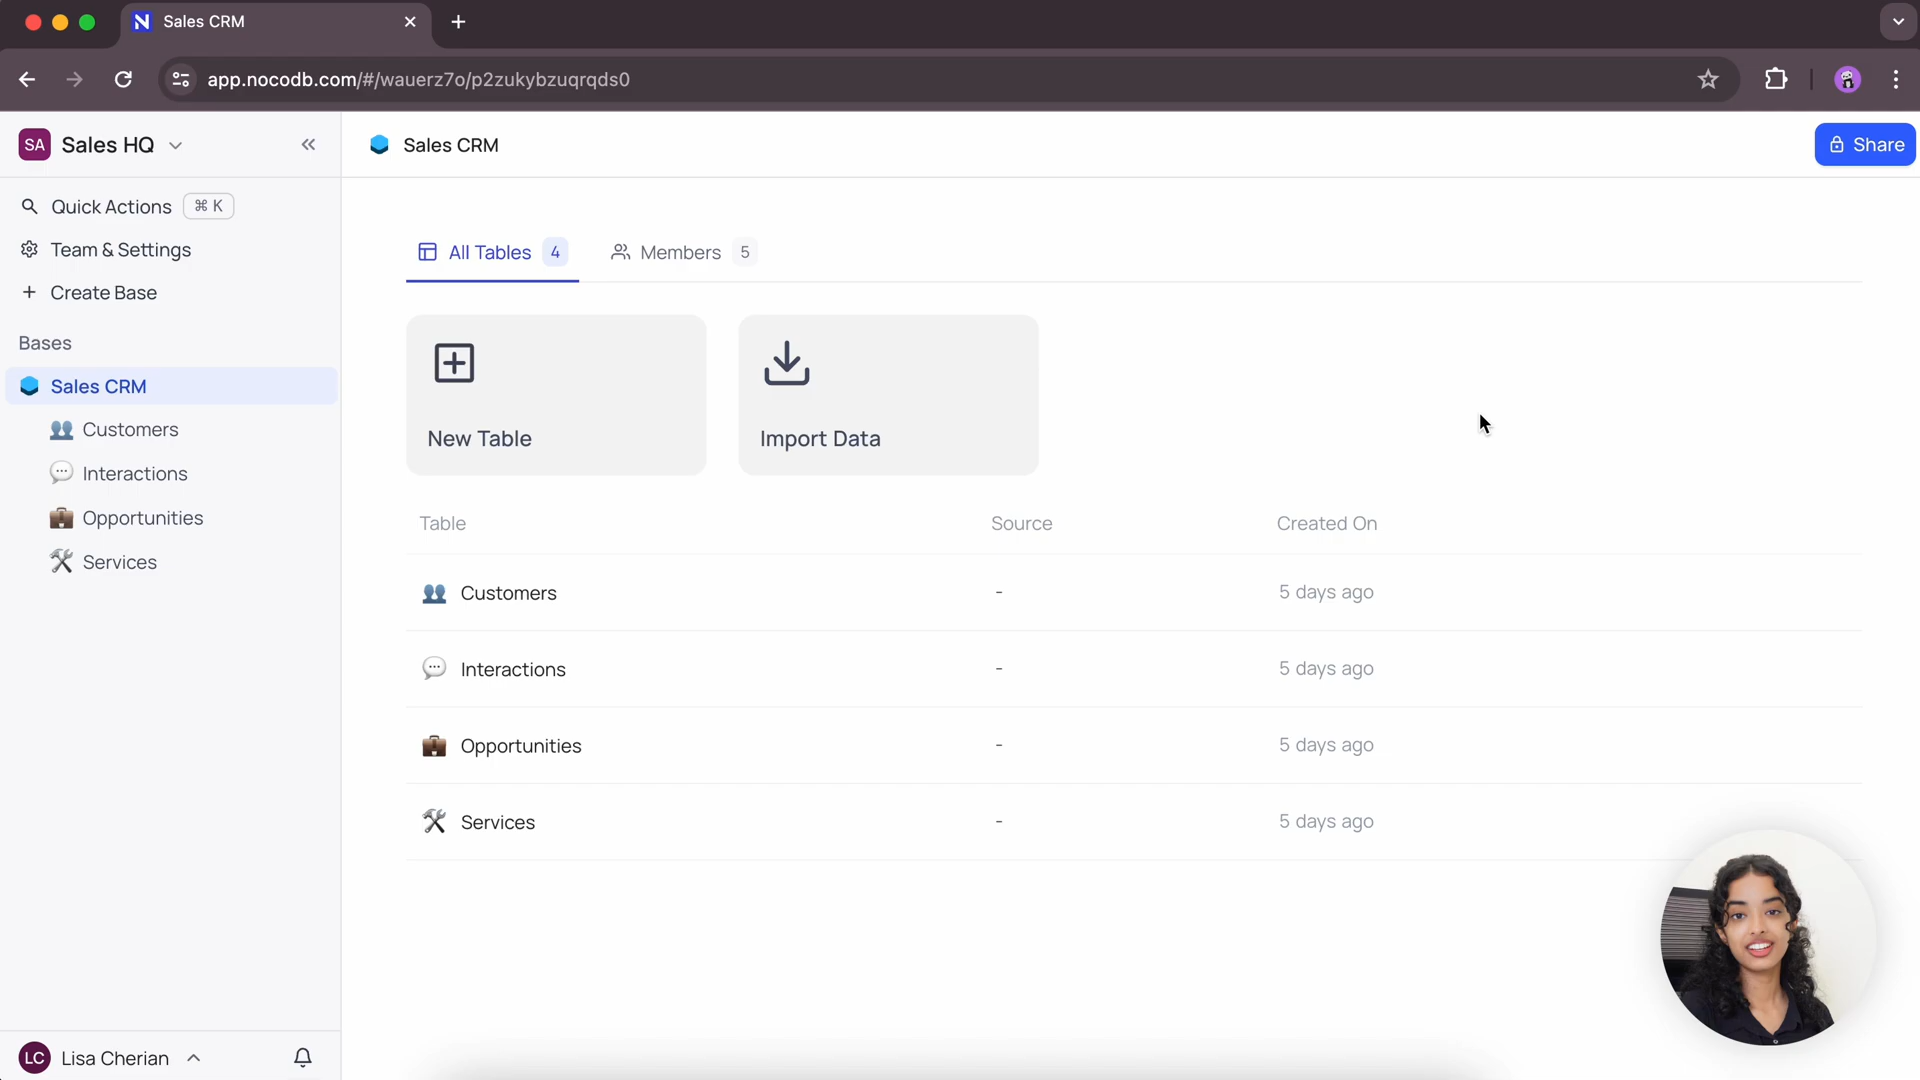 Sales CRM
app.nocodb.com/#/wauerz7o/p2zukybzuqrqds0
SA Sales HQ
Sales CRM
Share
Quick Actions ⌘ K
Team & Settings
Create Base
Bases
Sales CRM
Customers
Interactions
Opportunities
Services
All Tables 4
Members 5
New Table
Import Data
Table Source Created On
Customers - 5 days ago
Interactions - 5 days ago
Opportunities - 5 days ago
Services - 5 days ago
LC Lisa Cherian